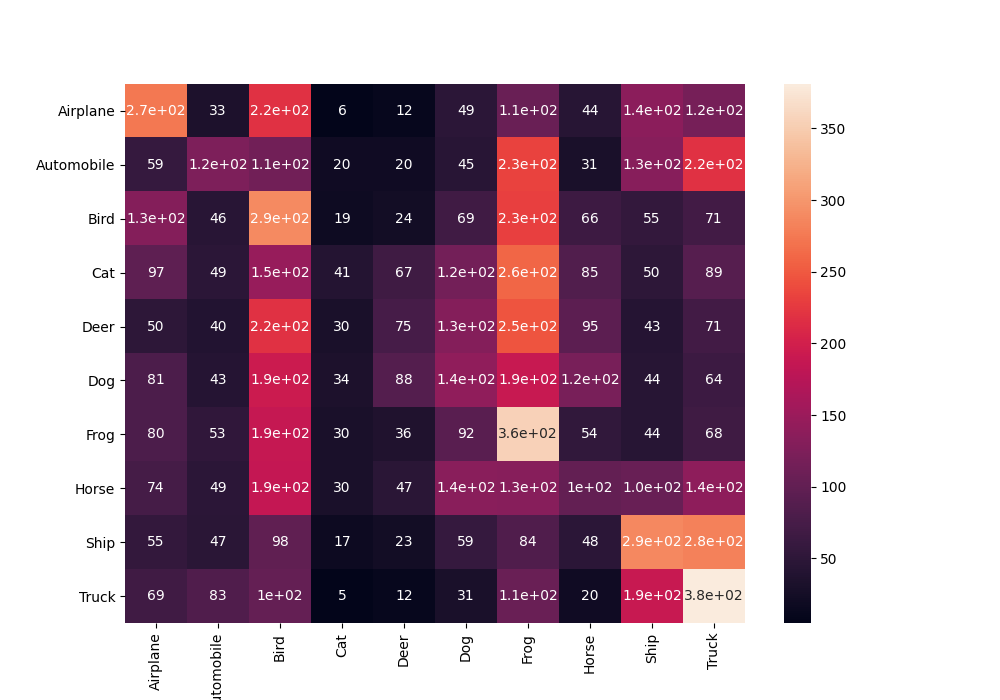 Airplane 2.7e+02 33 2.2e+02 6 12 49 1.1e+02 44 1.4e+02 1.2e+02
Automobile 59 1.2e+02 1.1e+02 20 20 45 2.3e+02 31 1.3e+02 2.2e+02
Bird 1.3e+02 46 2.9e+02 19 24 69 2.3e+02 66 55 71
Cat 97 49 1.5e+02 41 67 1.2e+02 2.6e+02 85 50 89
Deer 50 40 2.2e+02 30 75 1.3e+02 2.5e+02 95 43 71
Dog 81 43 1.9e+02 34 88 1.4e+02 1.9e+02 1.2e+02 44 64
Frog 80 53 1.9e+02 30 36 92 3.6e+02 54 44 68
Horse 74 49 1.9e+02 30 47 1.4e+02 1.3e+02 1e+02 1.0e+02 1.4e+02
Ship 55 47 98 17 23 59 84 48 2.9e+02 2.8e+02
Truck 69 83 1e+02 5 12 31 1.1e+02 20 1.9e+02 3.8e+02
Airplane utomobile Bird Cat Deer Dog Frog Horse Ship Truck
350
300
250
200
150
100
50